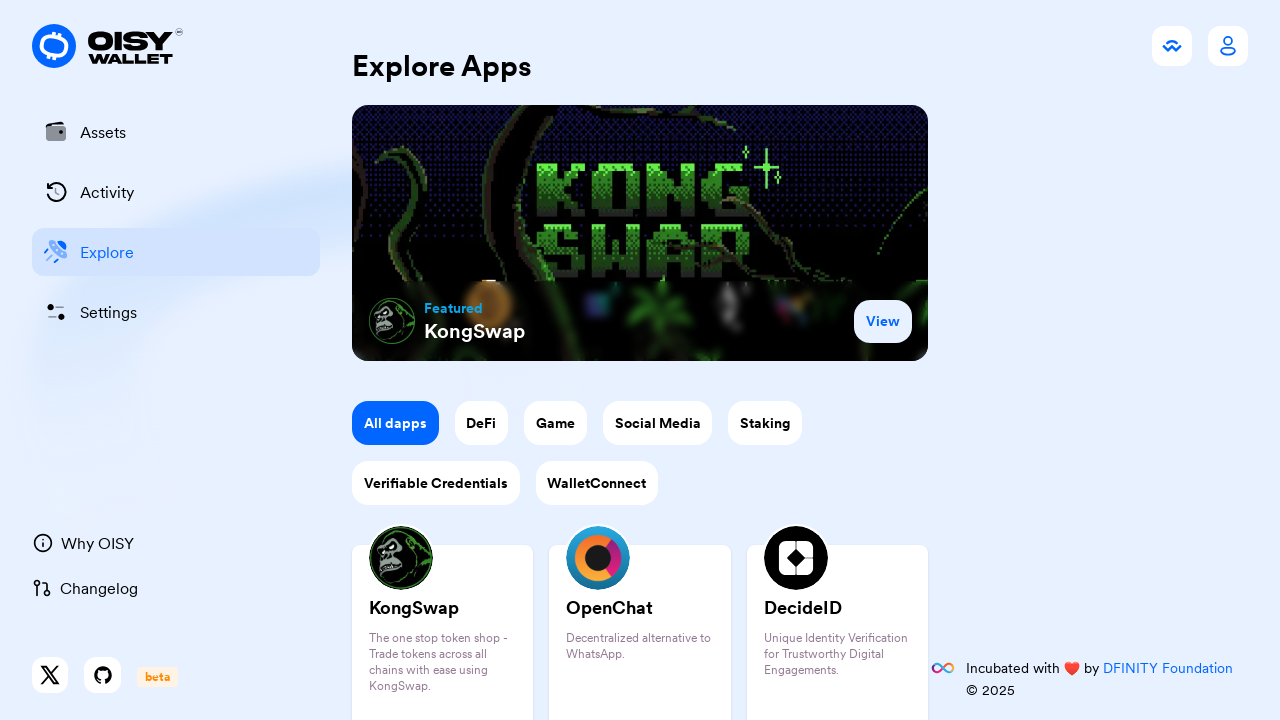 OISY
WALLET
Assets
Activity
Explore
Settings
Why OISY
Changelog
beta
Explore Apps
KONG
SWAP
Featured
KongSwap
View
All dapps
DeFi
Game
Social Media
Staking
Verifiable Credentials
WalletConnect
KongSwap
The one stop token shop -
Trade tokens across all
chains with ease using
KongSwap.
OpenChat
Decentralized alternative to
WhatsApp.
DecideID
Unique Identity Verification
for Trustworthy Digital
Engagements.
Incubated with ❤️ by DFINITY Foundation
© 2025